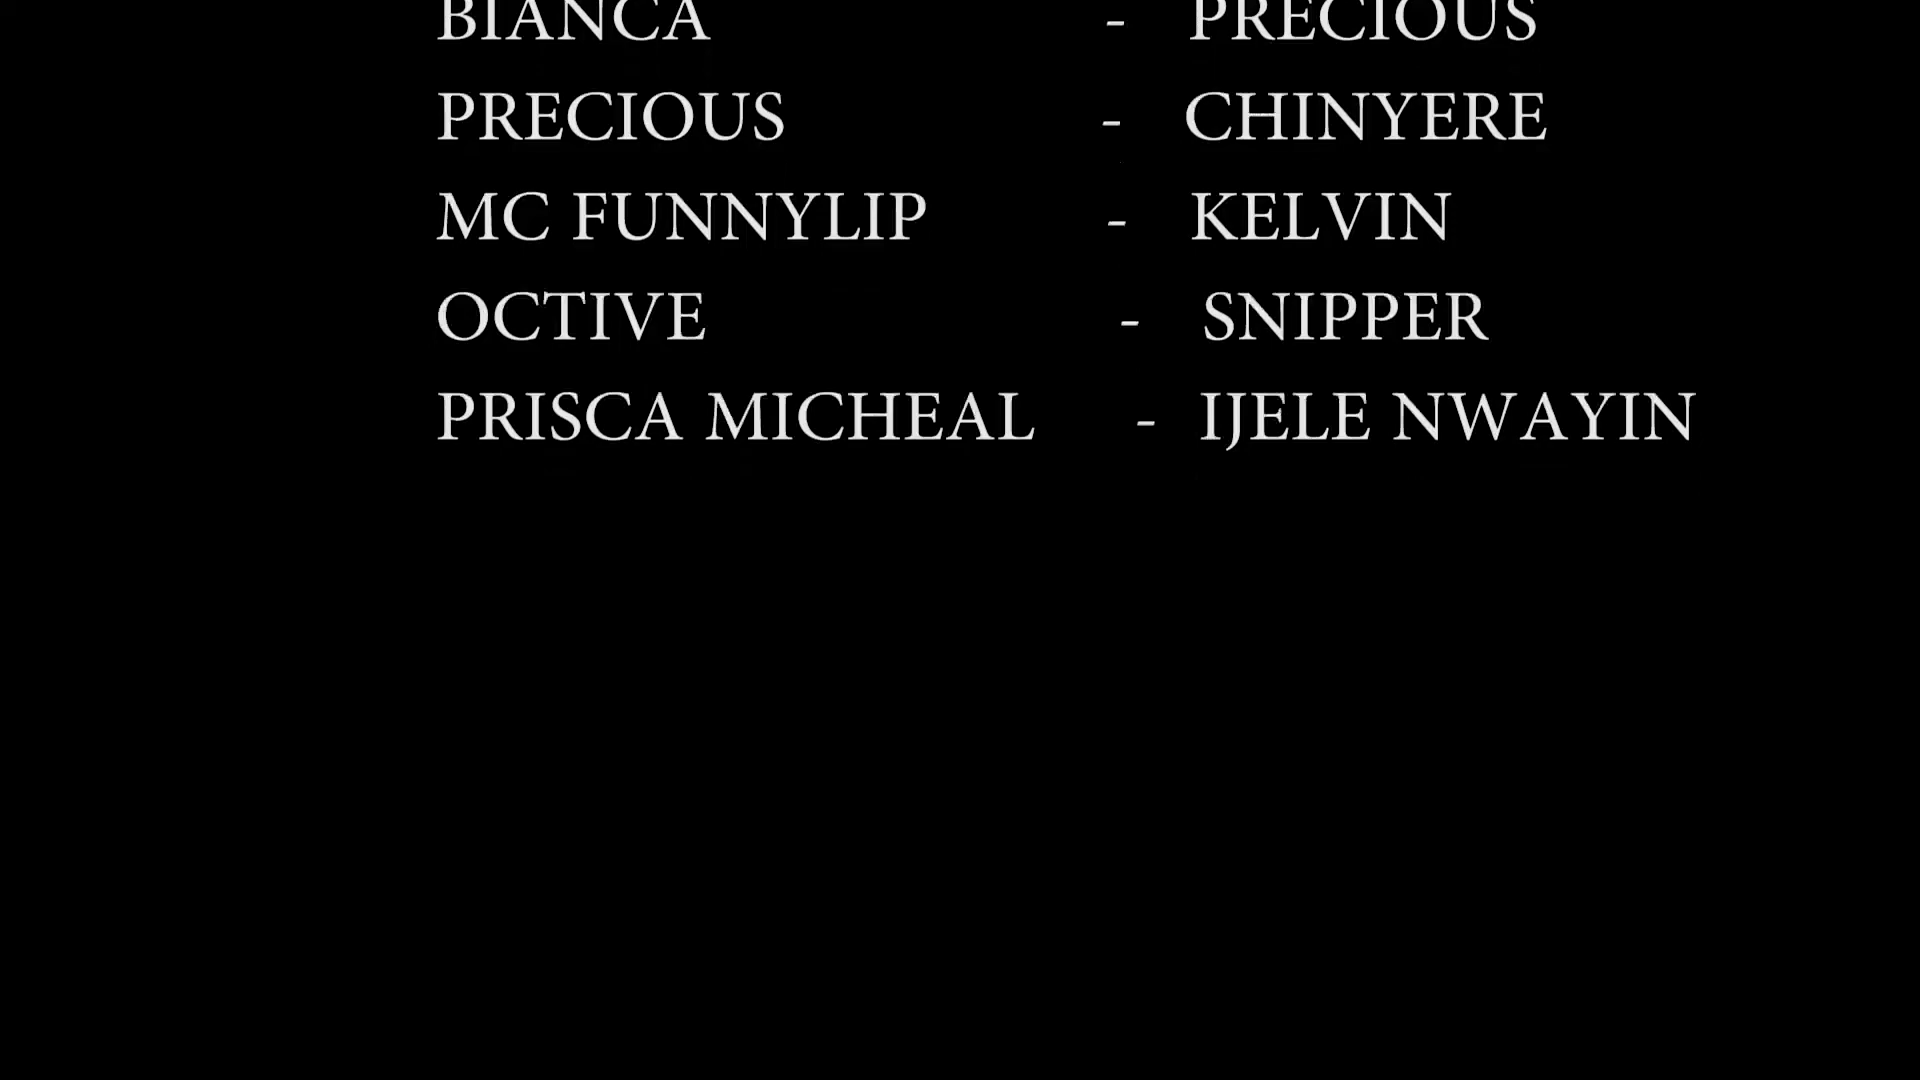 BIANCA - PRECIOUS
PRECIOUS - CHINYERE
MC FUNNYLIP - KELVIN
OCTIVE - SNIPPER
PRISCA MICHEAL - IJELE NWAYIN